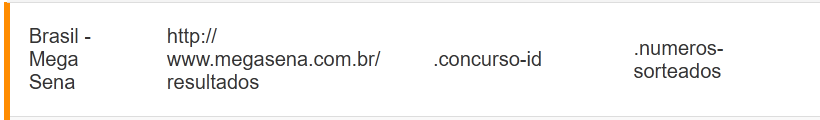 Brasil -
Mega
Sena
http://
www.megasena.com.br/
resultados
.concurso-id
.numeros-
sorteados